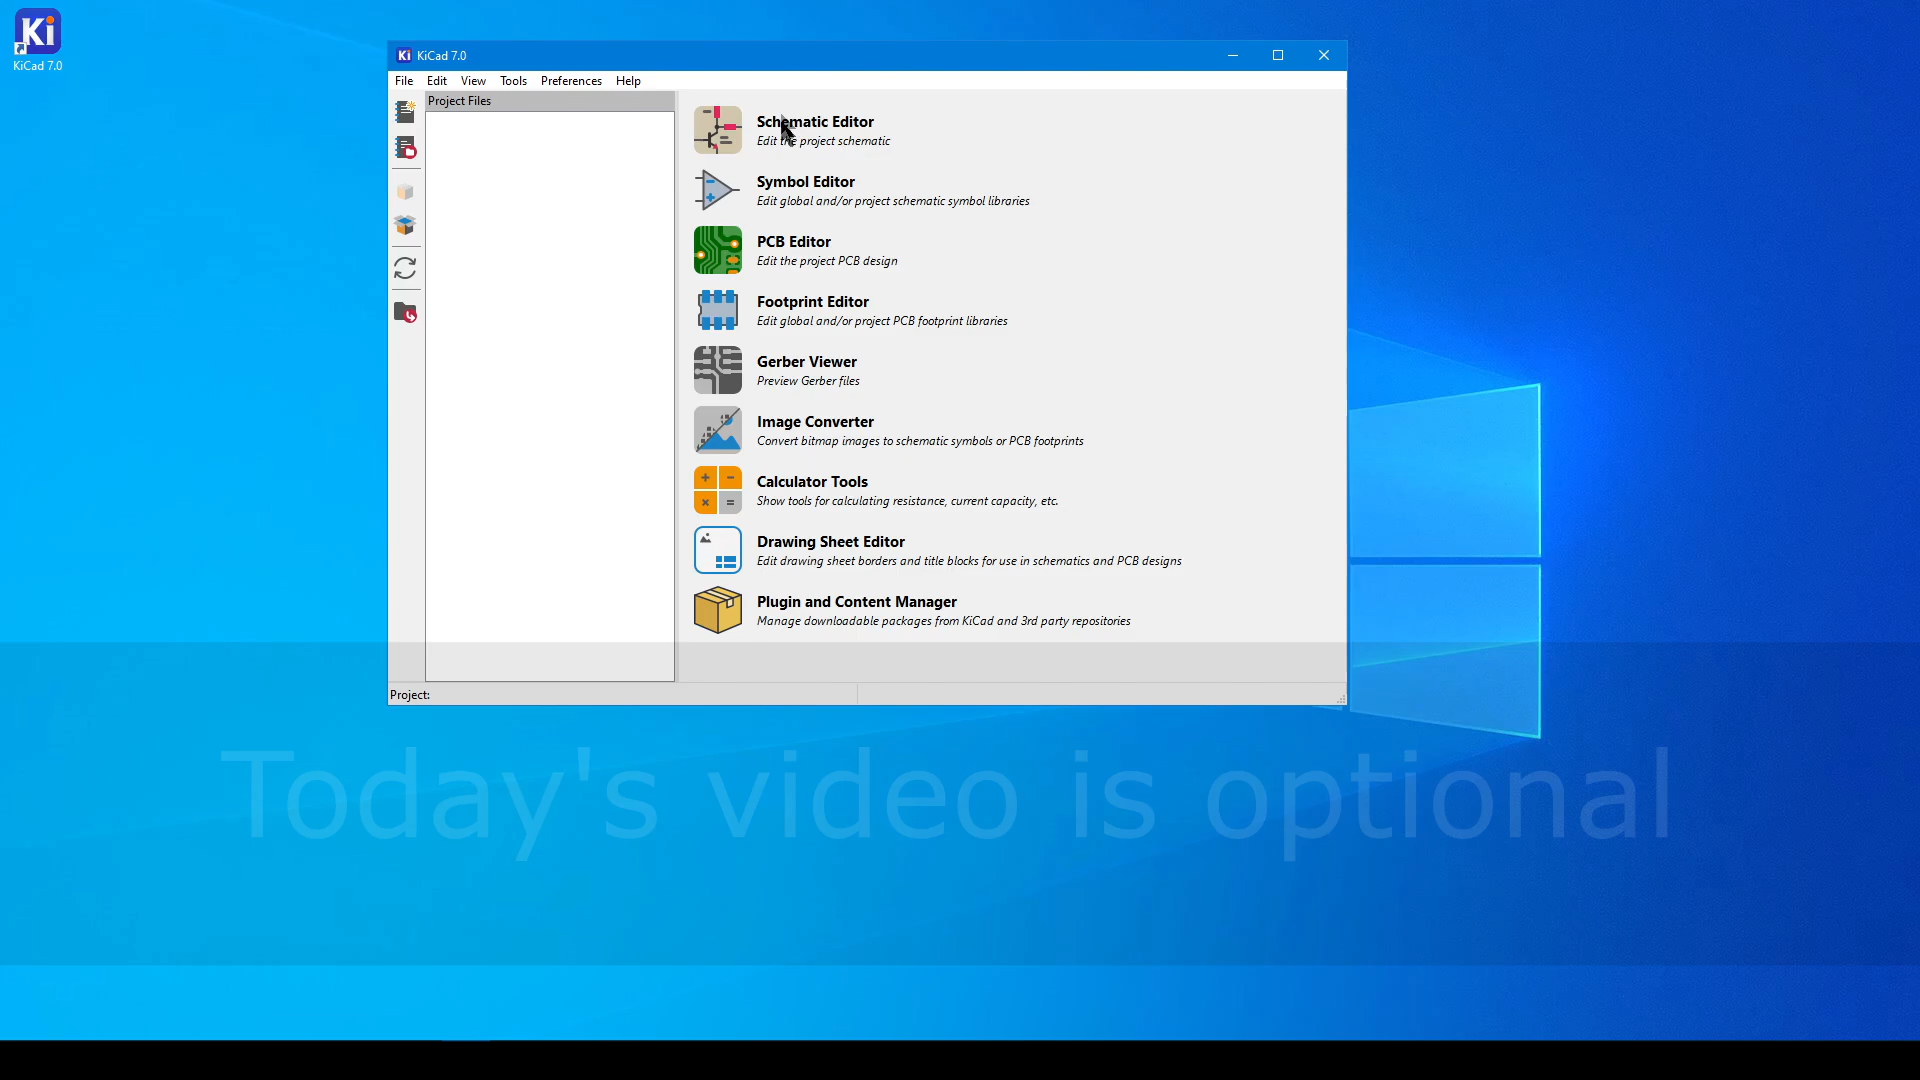 Ki
KiCad 7.0
Ki KiCad 7.0
File Edit View Tools Preferences Help
Project Files
Schematic Editor
Edit the project schematic
Symbol Editor
Edit global and/or project schematic symbol libraries
PCB Editor
Edit the project PCB design
Footprint Editor
Edit global and/or project PCB footprint libraries
Gerber Viewer
Preview Gerber files
Image Converter
Convert bitmap images to schematic symbols or PCB footprints
Calculator Tools
Show tools for calculating resistance, current capacity, etc.
Drawing Sheet Editor
Edit drawing sheet borders and title blocks for use in schematics and PCB designs
Plugin and Content Manager
Manage downloadable packages from KiCad and 3rd party repositories
Project:
Today's video is optional